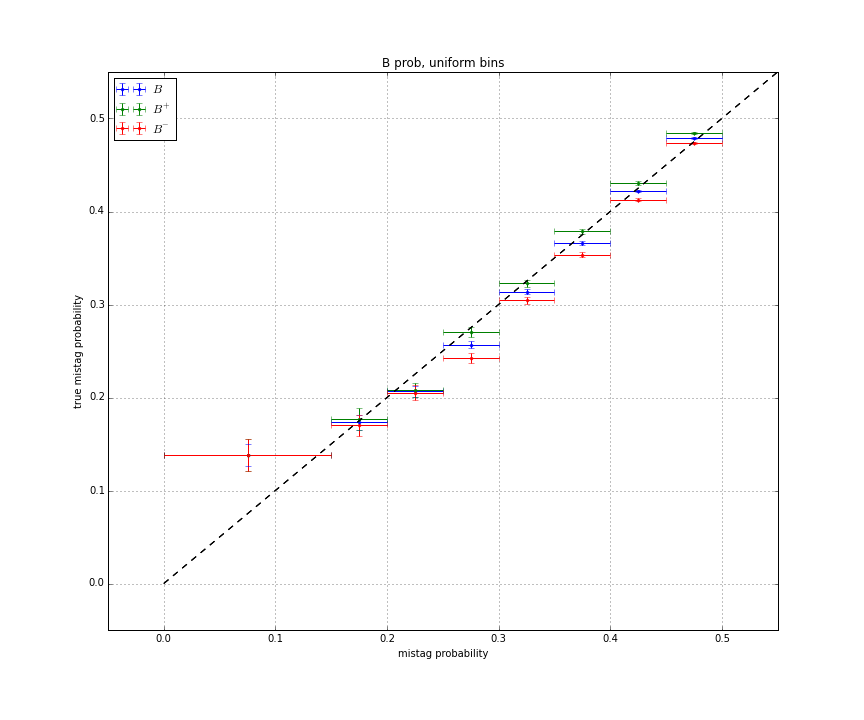 B prob, uniform bins
B
B+
B−
0.5
0.4
0.3
0.2
0.1
0.0
true mistag probability
0.0 0.1 0.2 0.3 0.4 0.5
mistag probability